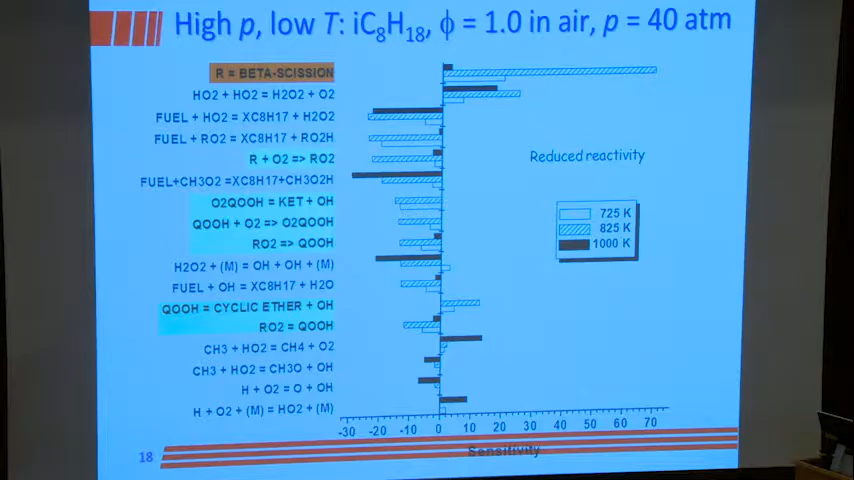 High p, low T: iC8H18, ϕ = 1.0 in air, p = 40 atm
R = BETA-SCISSION
HO2 + HO2 = H2O2 + O2
FUEL + HO2 = XC8H17 + H2O2
FUEL + RO2 = XC8H17 + RO2H
R + O2 => RO2
FUEL+CH3O2 =XC8H17+CH3O2H
O2QOOH = KET + OH
QOOH + O2 => O2QOOH
RO2 => QOOH
H2O2 + (M) = OH + OH + (M)
FUEL + OH = XC8H17 + H2O
QOOH = CYCLIC ETHER + OH
RO2 = QOOH
CH3 + HO2 = CH4 + O2
CH3 + HO2 = CH3O + OH
H + O2 = O + OH
H + O2 + (M) = HO2 + (M)
Reduced reactivity
725 K
825 K
1000 K
-30 -20 -10 0 10 20 30 40 50 60 70
Sensitivity
18